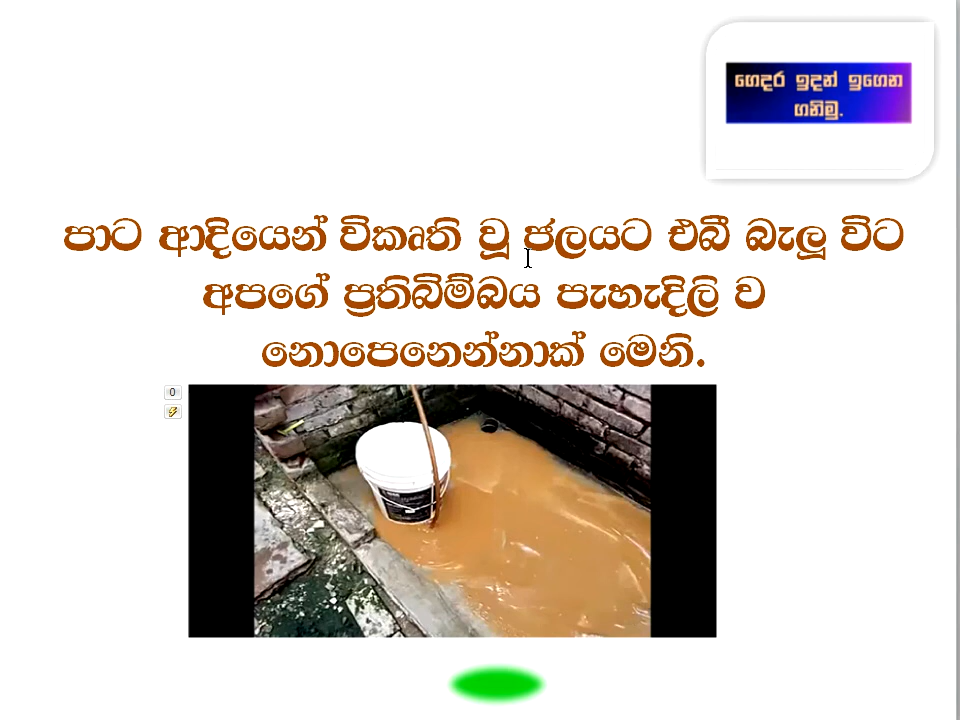 ගෙදර ඉඳන් ඉගෙන
ගනිමු.
පාට ආදියෙන් විකෘති වූ ජලයට එබී බැලූ විට
අපගේ ප්‍රතිබිම්බය පැහැදිලි ව
නොපෙනෙන්නාක් මෙනි.
0